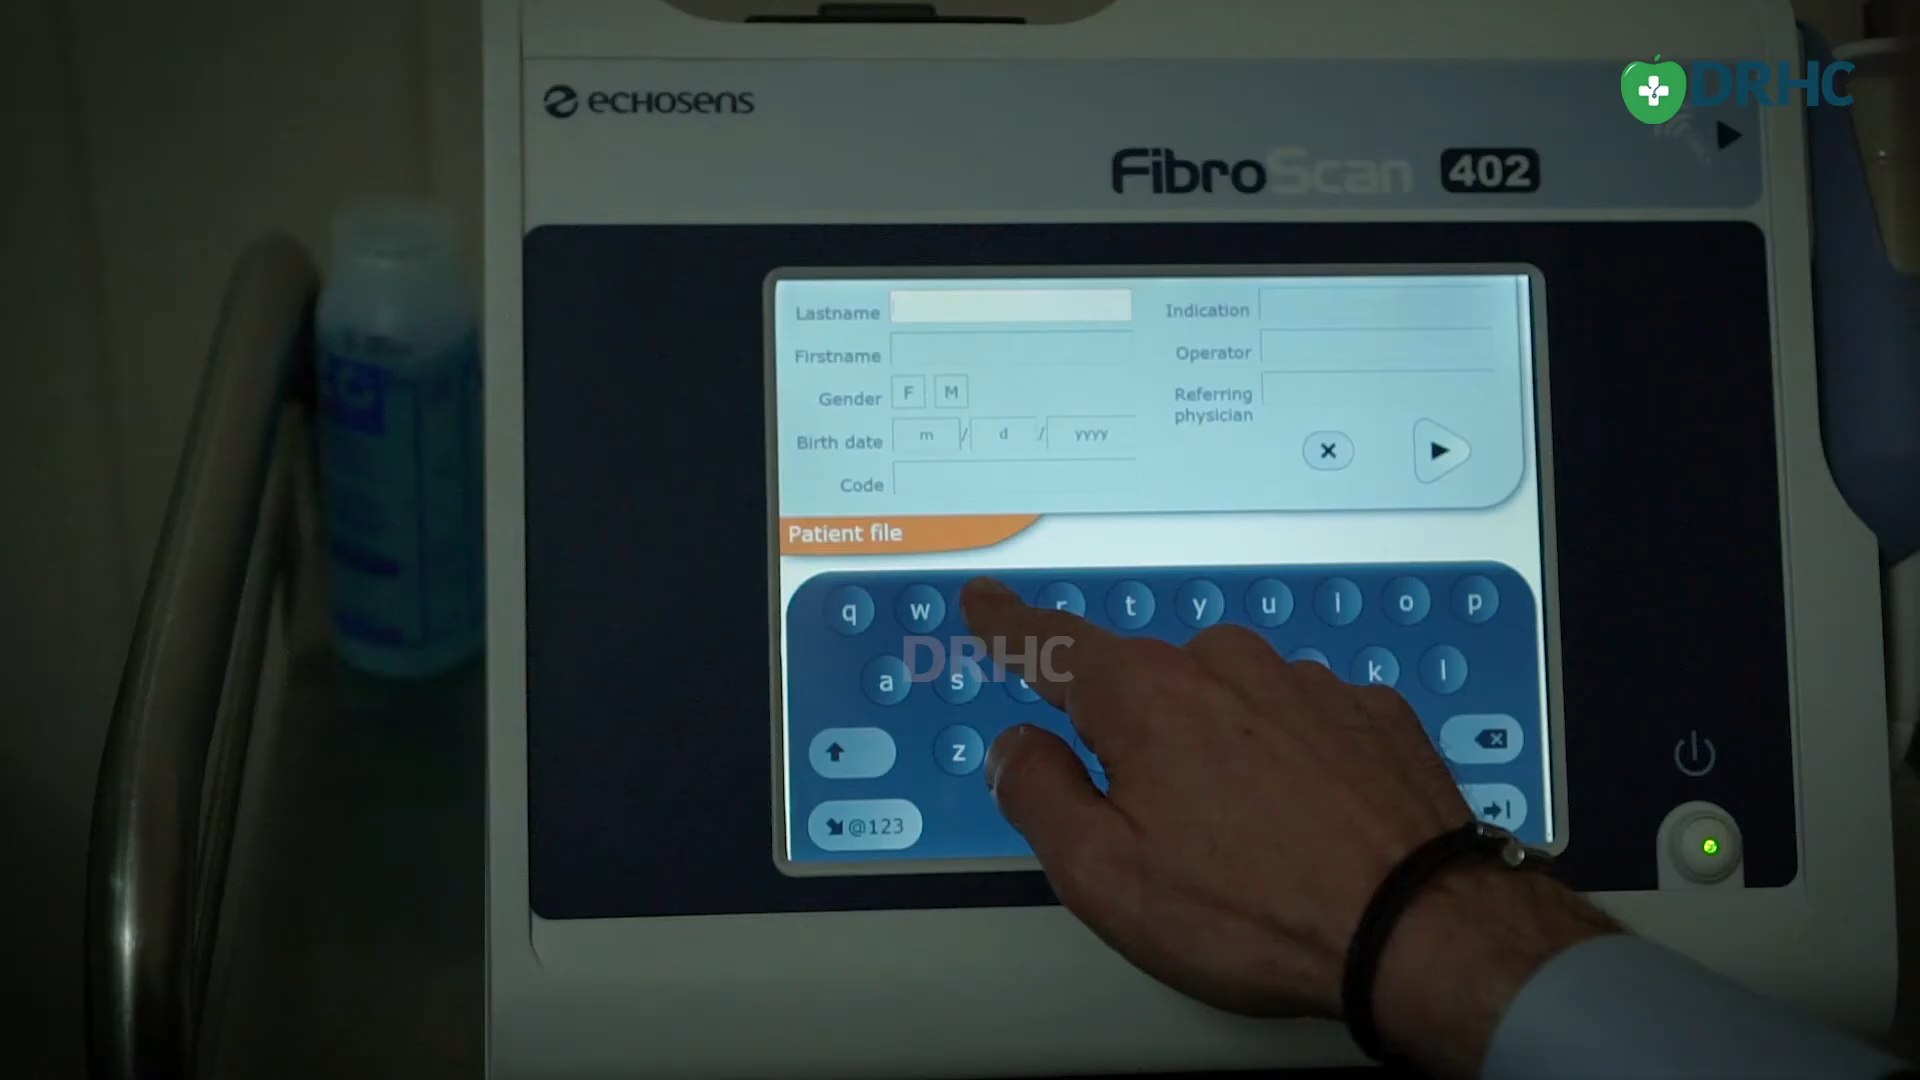 DRHC
echosens
FibroScan 402
Lastname
Indication
Firstname
Operator
Gender F M
Referring
physician
Birth date m / d / yyyy
Code
Patient file
q w r t y u I o p
DRHC
a s k l
z
@123